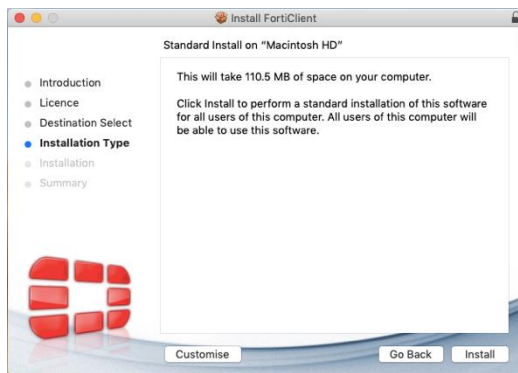 Install FortiClient
Standard Install on "Macintosh HD"
Introduction
Licence
Destination Select
Installation Type
Installation
Summary
This will take 110.5 MB of space on your computer.
Click Install to perform a standard installation of this software
for all users of this computer. All users of this computer will
be able to use this software.
Customise
Go Back
Install